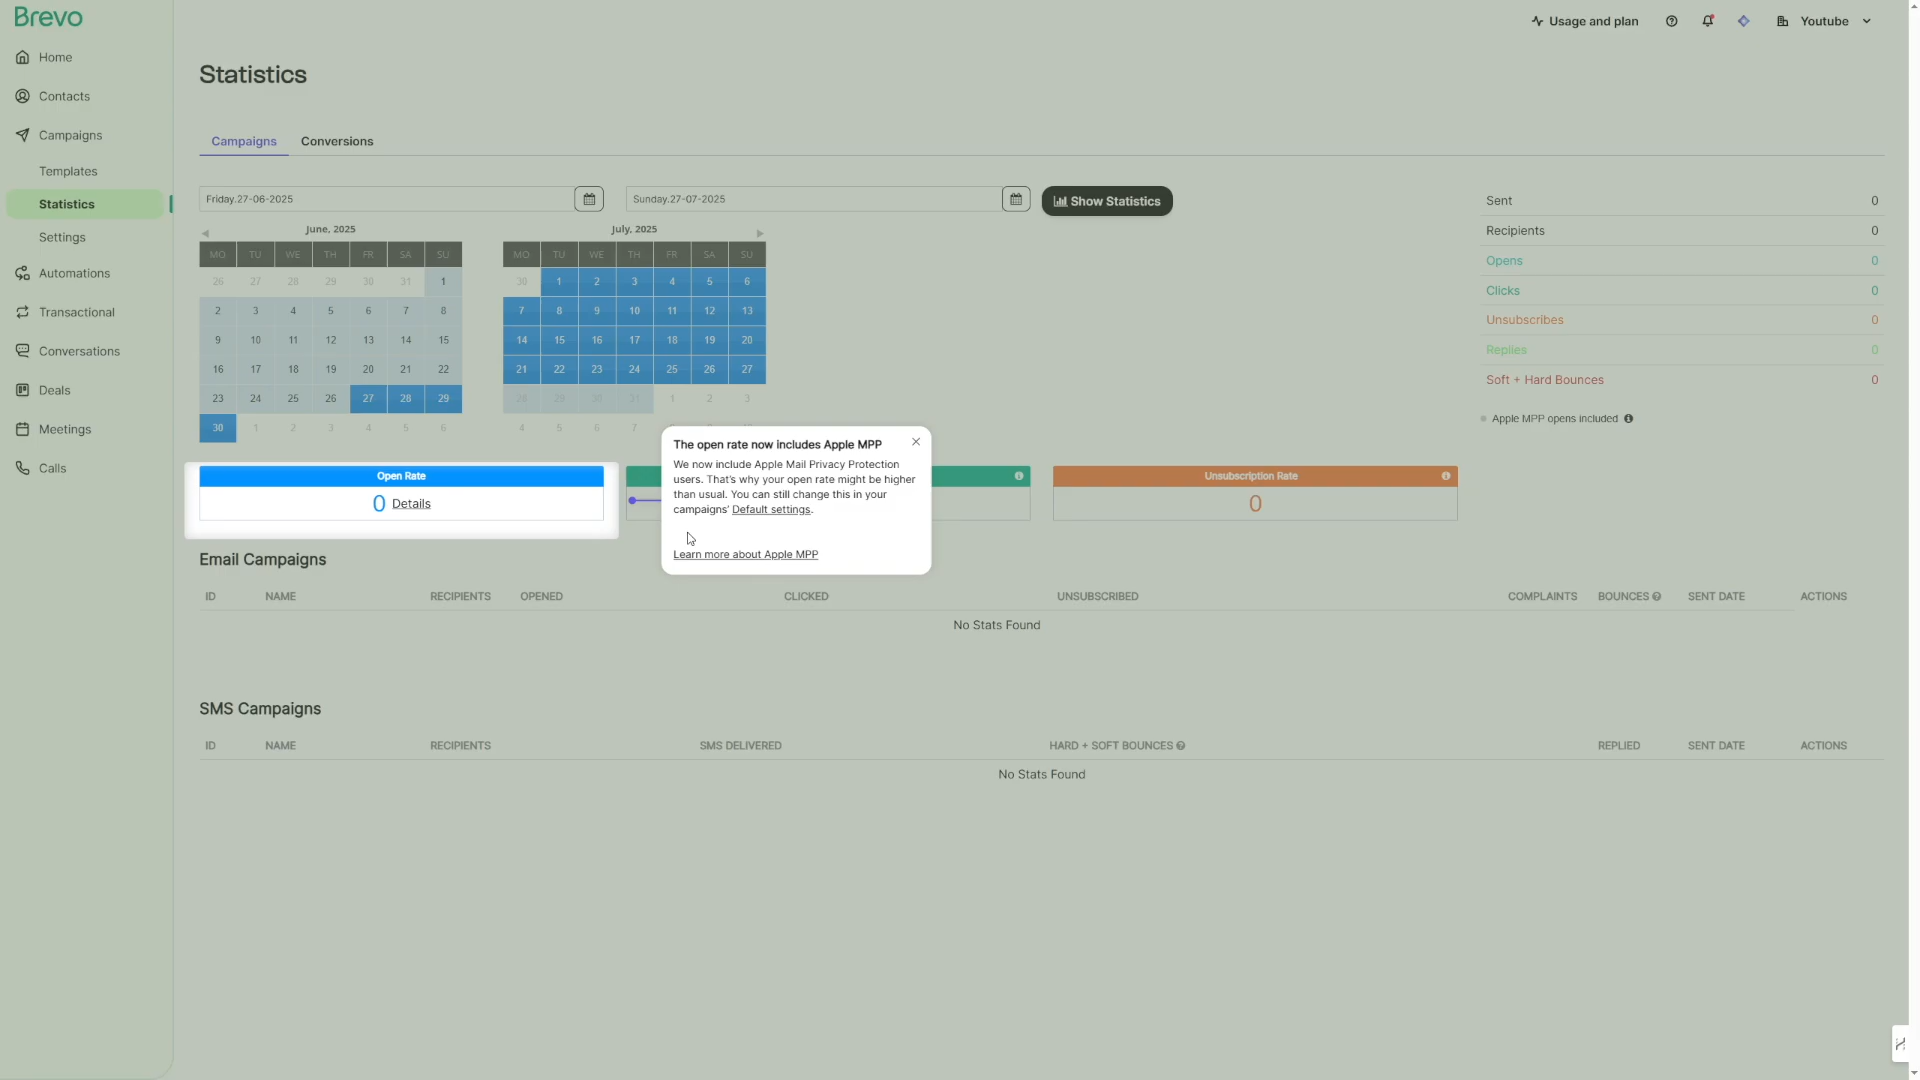 Brevo
Usage and plan
Youtube
Home
Contacts
Campaigns
Templates
Statistics
Settings
Automations
Transactional
Conversations
Deals
Meetings
Calls
Statistics
Campaigns
Conversions
Friday.27-06-2025
Sunday.27-07-2025
Show Statistics
June, 2025
MO TU WE TH FR SA SU
26 27 28 29 30 31 1
2 3 4 5 6 7 8
9 10 11 12 13 14 15
16 17 18 19 20 21 22
23 24 25 26 27 28 29
30 1 2 3 4 5 6
July, 2025
MO TU WE TH FR SA SU
30 1 2 3 4 5 6
7 8 9 10 11 12 13
14 15 16 17 18 19 20
21 22 23 24 25 26 27
28 29 30 31 1 2 3
4 5 6 7
Sent 0
Recipients 0
Opens 0
Clicks 0
Unsubscribes 0
Replies 0
Soft + Hard Bounces 0
Apple MPP opens included
Open Rate
0 Details
The open rate now includes Apple MPP
We now include Apple Mail Privacy Protection
users. That's why your open rate might be higher
than usual. You can still change this in your
campaigns' Default settings.
Learn more about Apple MPP
Unsubscription Rate
0
Email Campaigns
ID NAME RECIPIENTS OPENED CLICKED UNSUBSCRIBED COMPLAINTS BOUNCES SENT DATE ACTIONS
No Stats Found
SMS Campaigns
ID NAME RECIPIENTS SMS DELIVERED HARD + SOFT BOUNCES REPLIED SENT DATE ACTIONS
No Stats Found